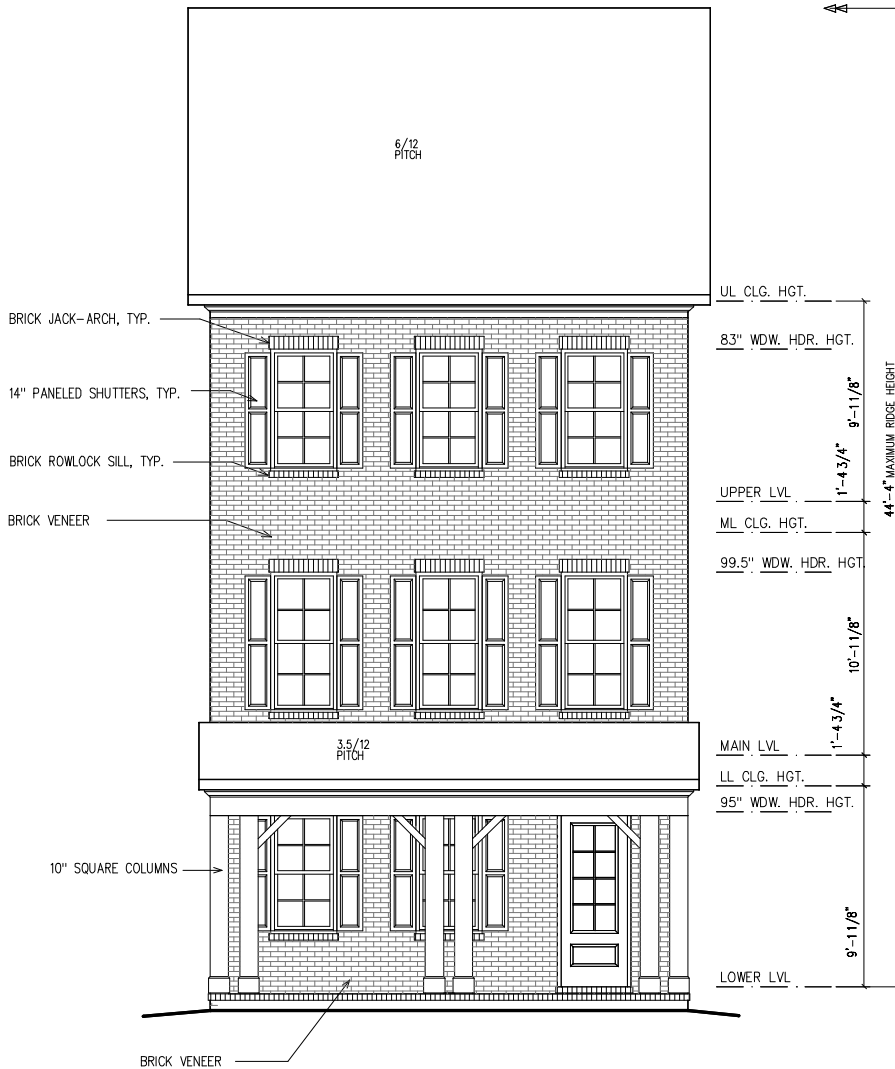 6/12
PITCH
UL CLG. HGT.
BRICK JACK-ARCH, TYP.
83" WDW. HDR. HGT.
44'-4" MAXIMUM RIDGE HEIGHT
14" PANELED SHUTTERS, TYP.
9'-11/8"
BRICK ROWLOCK SILL, TYP.
1'-4 3/4"
UPPER LVL
BRICK VENEER
ML CLG. HGT.
99.5" WDW. HDR. HGT.
10'-11/8"
1'-4 3/4"
3.5/12
PITCH
MAIN LVL
LL CLG. HGT.
95" WDW. HDR. HGT.
10" SQUARE COLUMNS
9'-11/8"
LOWER LVL
BRICK VENEER